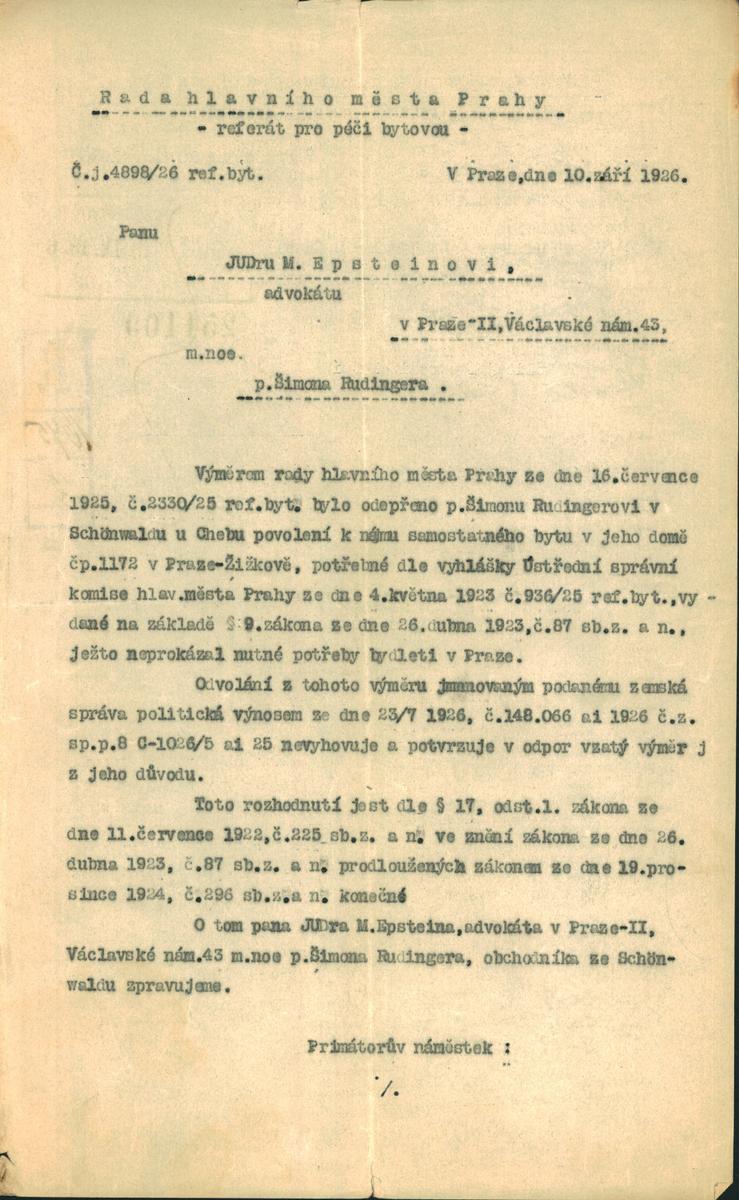 Rada hlavního města Prahy
- referát pro péči bytovou -
Č.j.4898/26 ref.byt.
V Praze,dne 10.září 1926.
Panu
JUDru M. Epsteinovi,
advokátu
v Praze-II,Václavské nám.43,
m.noe.
p.Šimona Rudingera .
Výměrem rady hlavního města Prahy ze dne 16.července
1925, č.2330/25 ref.byt. bylo odepřeno p.Šimonu Rudingerovi v
Schönwaldu u Chebu povolení k námu samostatného bytu v jeho domě
čp.1172 v Praze-Žižkově, potřebné dle vyhlášky Ústřední správní
komise hlav.města Prahy ze dne 4.května 1923 č.936/25 ref.byt.,vy -
dané na základě § 9.zákona ze dne 26.dubna 1923,č.87 sb.z. a n.,
ježto neprokázal nutné potřeby bydleti v Praze.
Odvolání z tohoto výměru jmenovaným podanému zemská
správa politická výnosem ze dne 23/7 1926, č.148.066 ai 1926 č.z.
sp.p.8 C-1026/5 ai 25 nevyhovuje a potvrzuje v odpor vzatý výměr j
z jeho důvodu.
Toto rozhodnutí jest dle § 17, odst.1. zákona ze
dne 11.července 1922,č.225 sb.z. a n. ve znění zákona ze dne 26.
dubna 1923, č.87 sb.z. a n. prodloužených zákonem ze dne 19.pro-
since 1924, č.296 sb.z.a n. konečné
O tom pana JUDra M.Epsteina,advokáta v Praze-II,
Václavské nám.43 m.noe p.Šimona Rudingera, obchodníka ze Schön-
waldu zpravujeme.
Primátorův náměstek :
/.